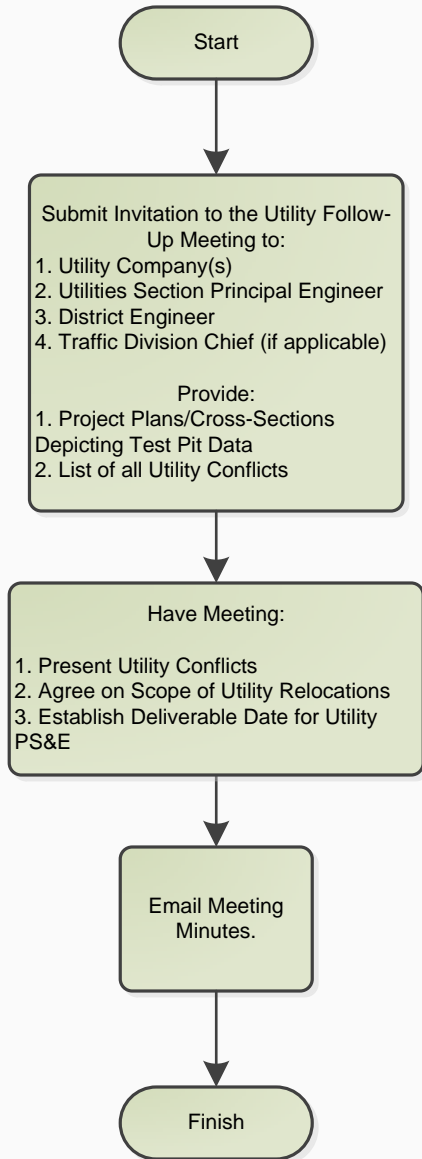 Start
Submit Invitation to the Utility Follow-
Up Meeting to:
1. Utility Company(s)
2. Utilities Section Principal Engineer
3. District Engineer
4. Traffic Division Chief (if applicable)
Provide:
1. Project Plans/Cross-Sections
Depicting Test Pit Data
2. List of all Utility Conflicts
Have Meeting:
1. Present Utility Conflicts
2. Agree on Scope of Utility Relocations
3. Establish Deliverable Date for Utility
PS&E
Email Meeting
Minutes.
Finish